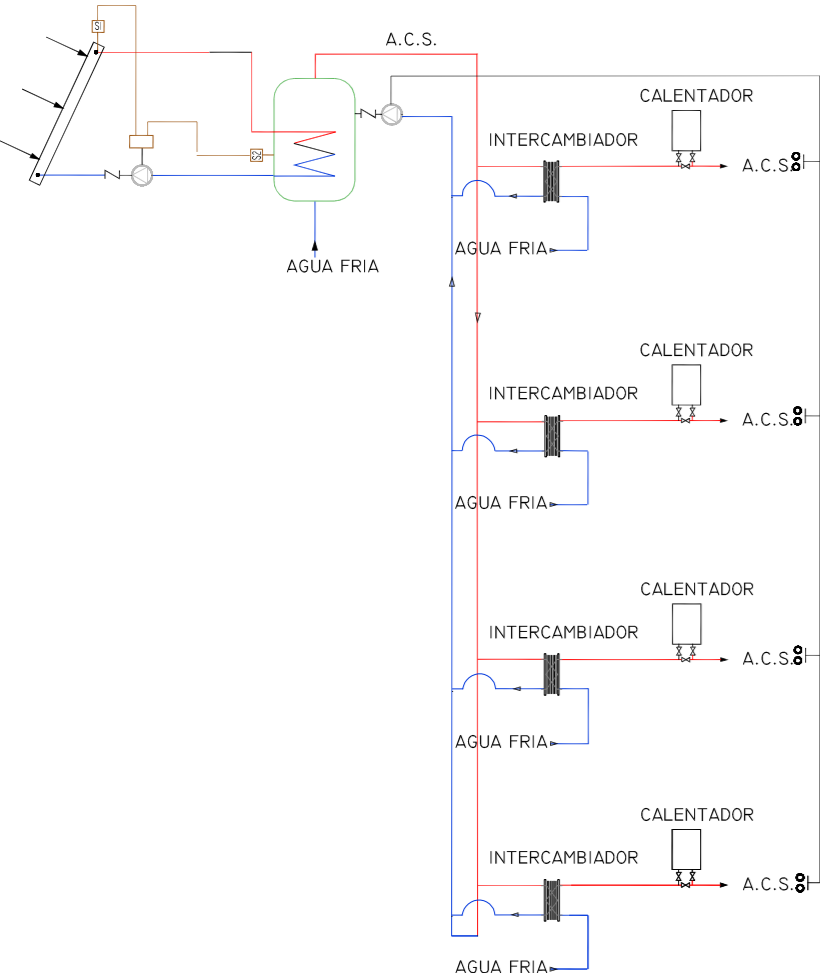 S1
A.C.S.
CALENTADOR
INTERCAMBIADOR
S2
A.C.S.
AGUA FRIA
AGUA FRIA
CALENTADOR
INTERCAMBIADOR
A.C.S.
AGUA FRIA
CALENTADOR
INTERCAMBIADOR
A.C.S.
AGUA FRIA
CALENTADOR
INTERCAMBIADOR
A.C.S.
AGUA FRIA